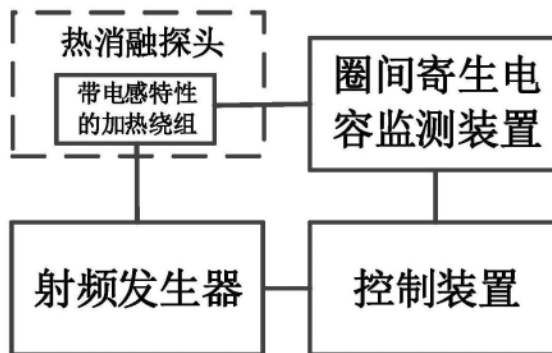 热消融探头
带电感特性
的加热绕组
圈间寄生电
容监测装置
射频发生器
控制装置